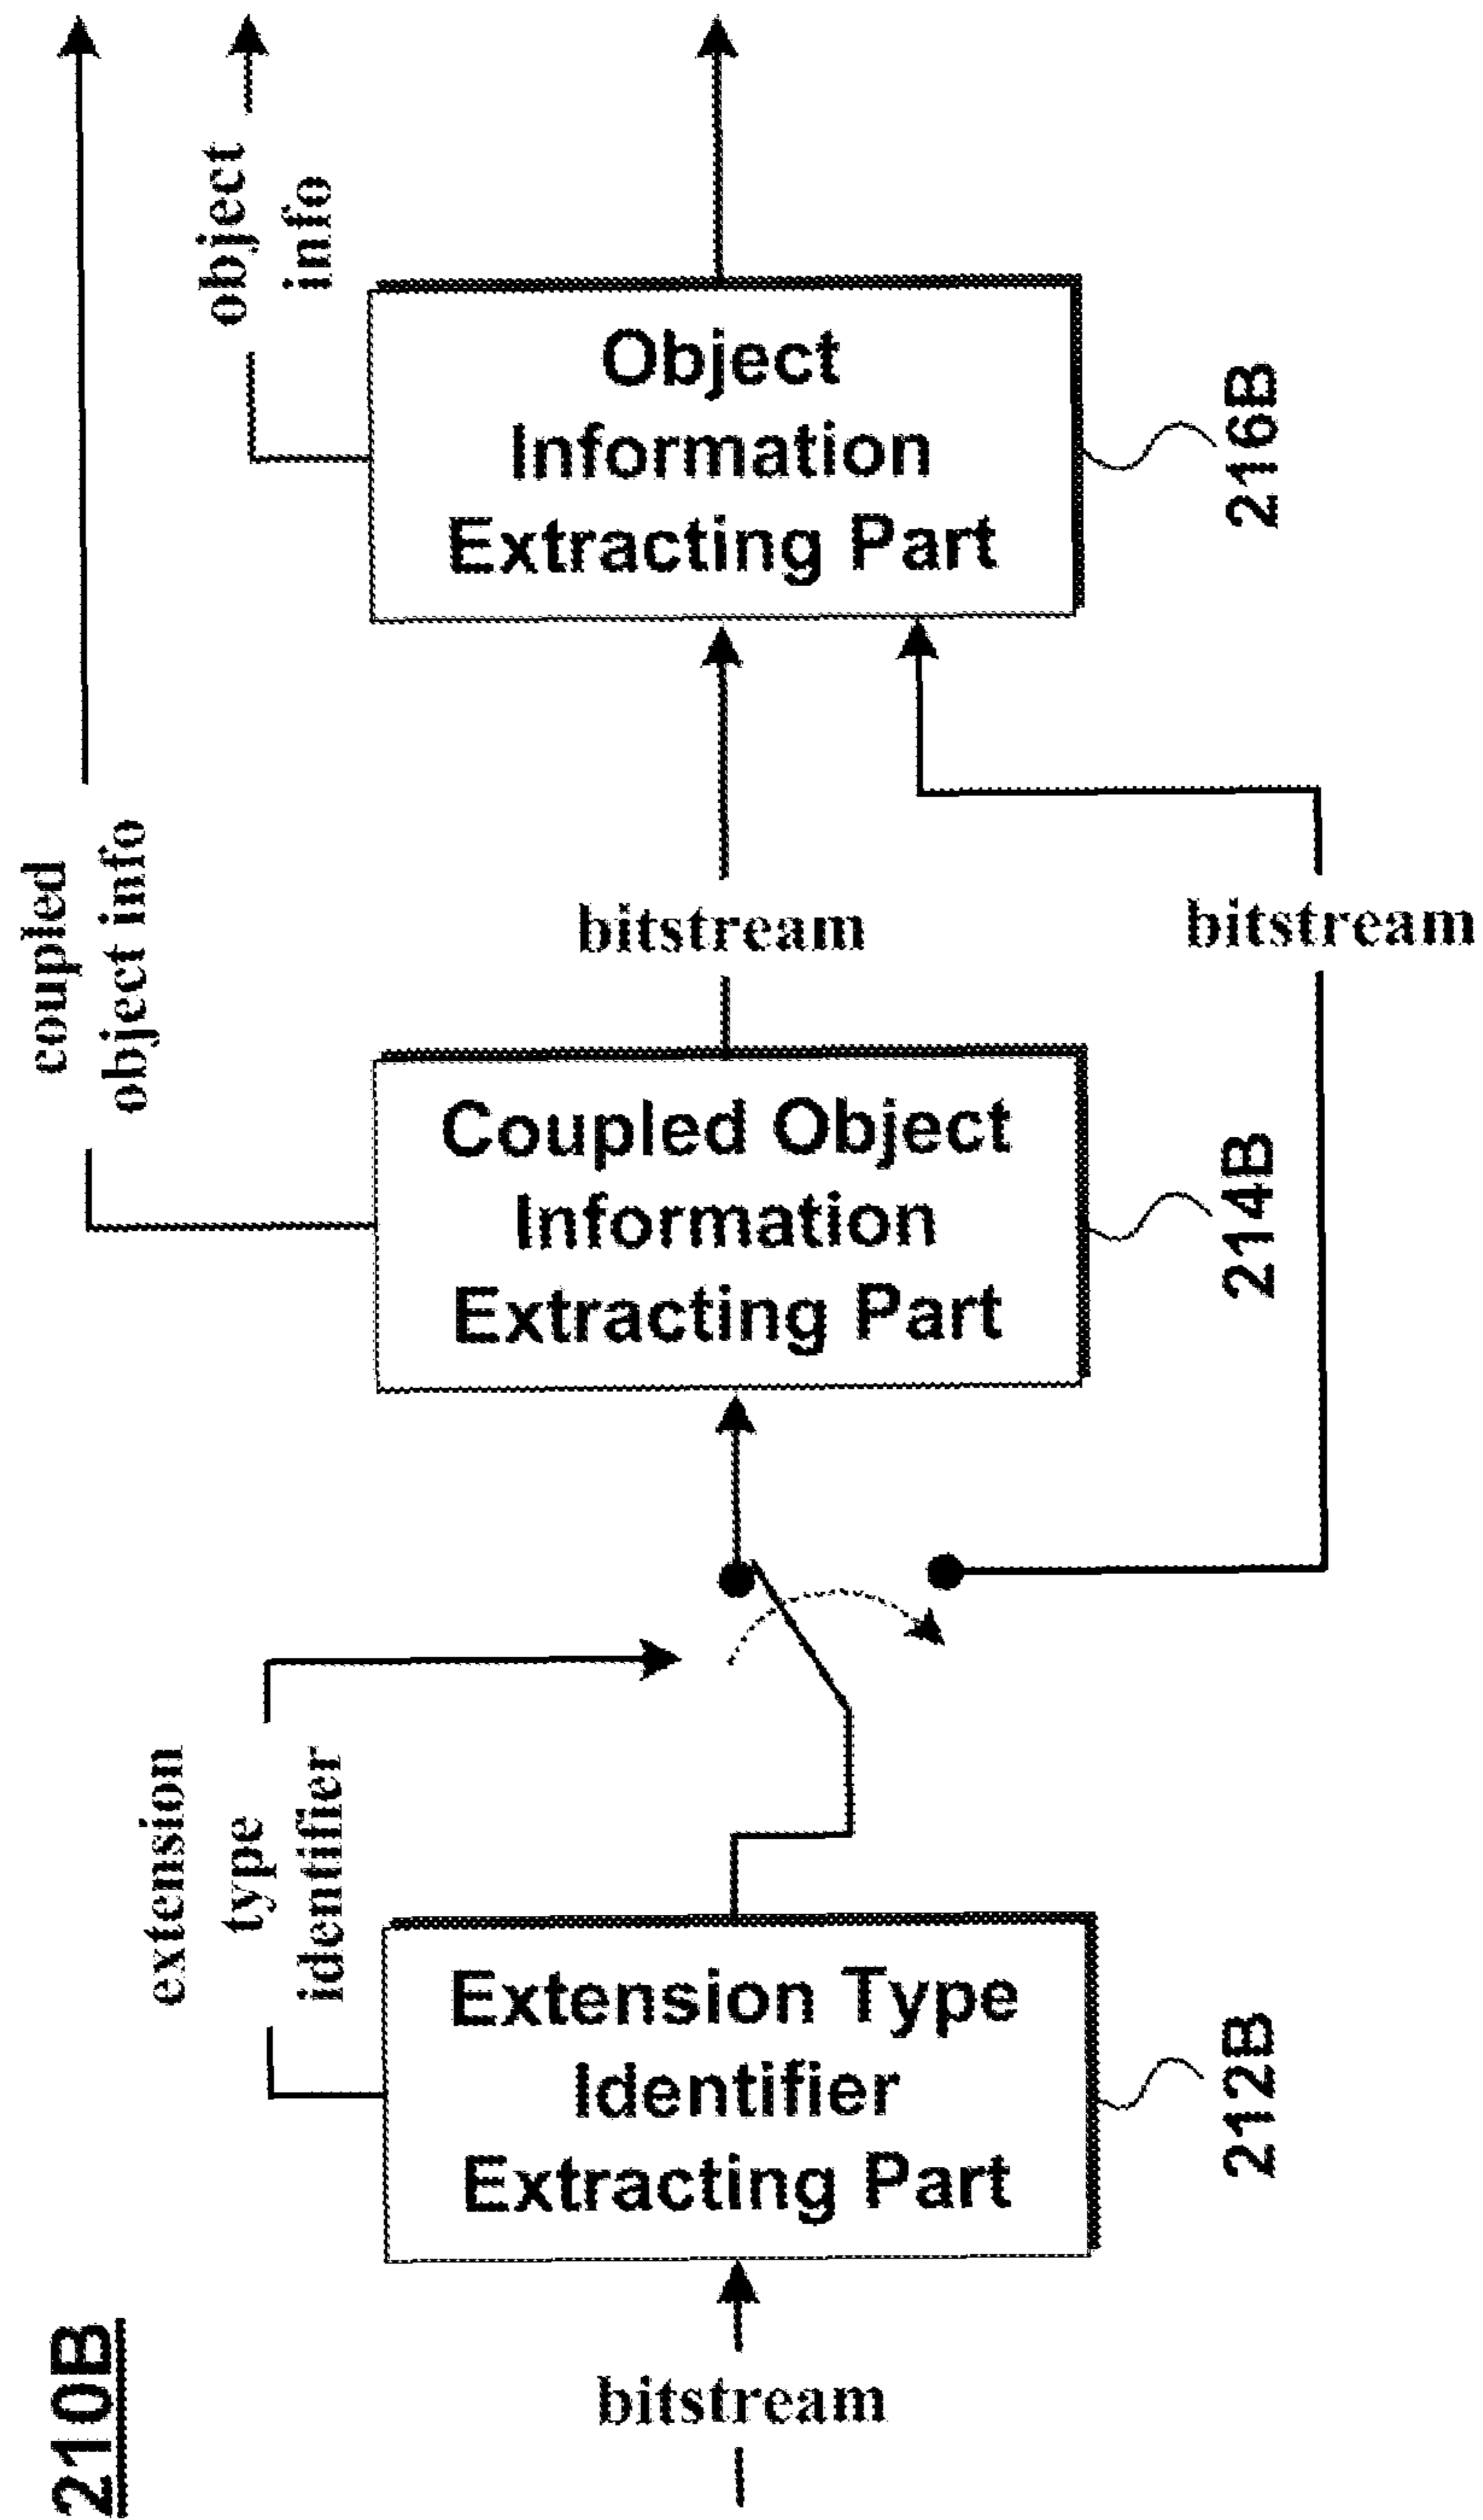 210B
coupled
object info
object
info
Object
Information
Extracting Part
216B
bitstream
bitstream
Coupled Object
Information
Extracting Part
214B
extension
type
identifier
Extension Type
Identifier
Extracting Part
212B
bitstream